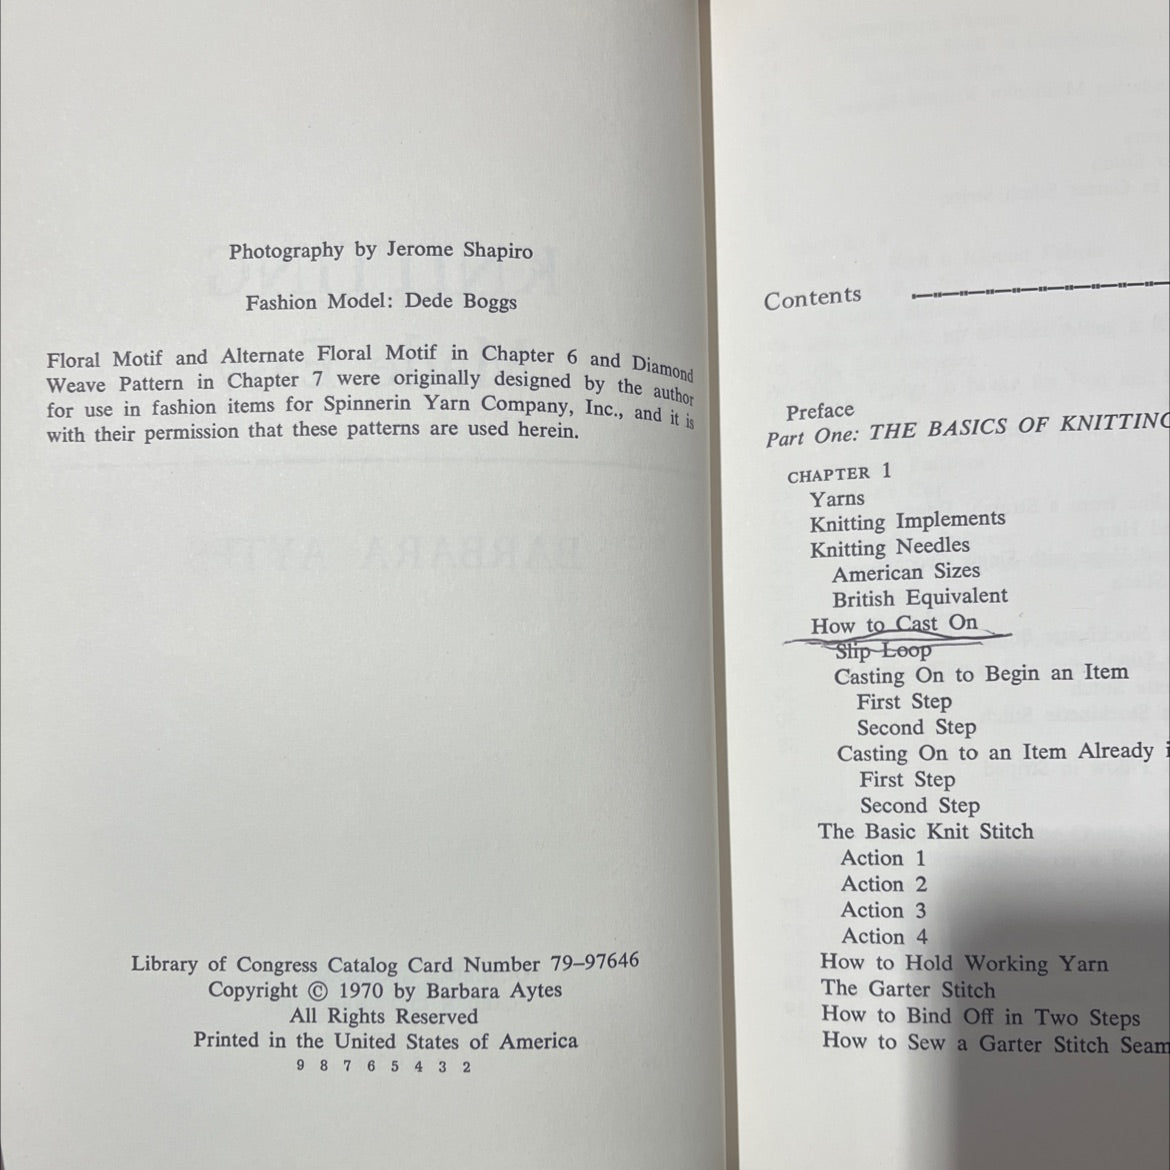 Photography by Jerome Shapiro
Fashion Model: Dede Boggs
Floral Motif and Alternate Floral Motif in Chapter 6 and Diamond
Weave Pattern in Chapter 7 were originally designed by the author
for use in fashion items for Spinnerin Yarn Company, Inc., and it is
with their permission that these patterns are used herein.
Library of Congress Catalog Card Number 79–97646
Copyright © 1970 by Barbara Aytes
All Rights Reserved
Printed in the United States of America
9 8 7 6 5 4 3 2
Contents
Preface
Part One: THE BASICS OF KNITTING
CHAPTER 1
Yarns
Knitting Implements
Knitting Needles
American Sizes
British Equivalent
How to Cast On
Slip Loop
Casting On to Begin an Item
First Step
Second Step
Casting On to an Item Already
First Step
Second Step
The Basic Knit Stitch
Action 1
Action 2
Action 3
Action 4
How to Hold Working Yarn
The Garter Stitch
How to Bind Off in Two Steps
How to Sew a Garter Stitch Seam